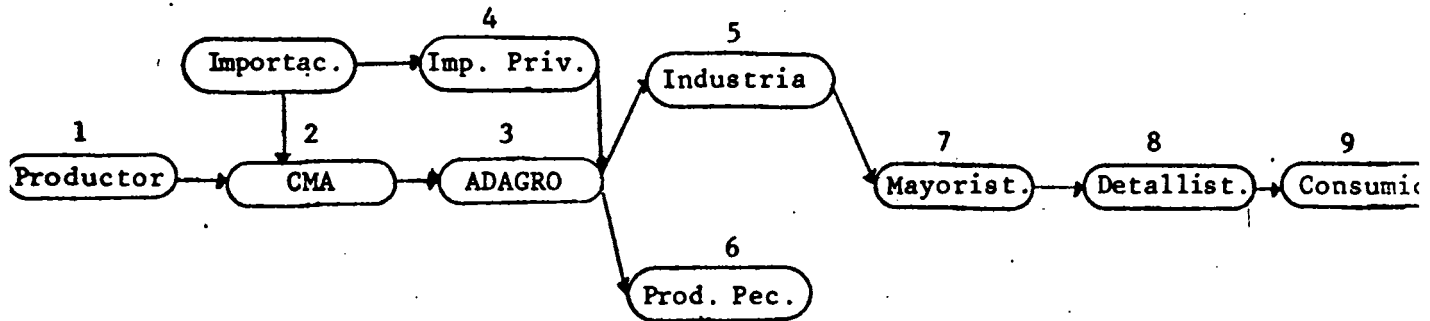 4
5
Importac.
Imp. Priv.
Industria
1
2
3
7
8
9
Productor
CMA
ADAGRO
Mayorist.
Detallist.
Consumic
6
Prod. Pec.